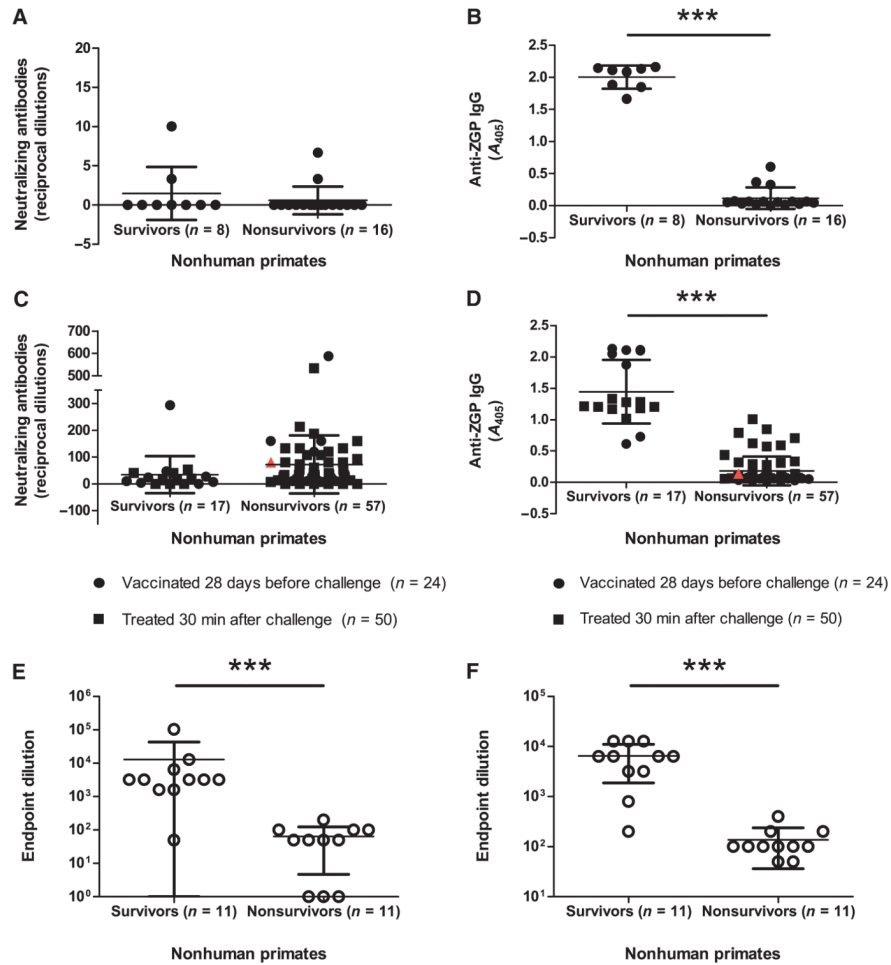 A
Neutralizing antibodies
(reciprocal dilutions)
20
15
10
5
0
–5
Survivors (n = 8)
Nonsurvivors (n = 16)
Nonhuman primates
B
***
Anti-ZGP IgG
(A405)
2.5
2.0
1.5
1.0
0.5
0.0
–0.5
Survivors (n = 8)
Nonsurvivors (n = 16)
Nonhuman primates
C
Neutralizing antibodies
(reciprocal dilutions)
700
600
500
300
200
100
0
–100
Survivors (n = 17)
Nonsurvivors (n = 57)
Nonhuman primates
Vaccinated 28 days before challenge (n = 24)
Treated 30 min after challenge (n = 50)
D
***
Anti-ZGP IgG
(A405)
2.5
2.0
1.5
1.0
0.5
0.0
–0.5
Survivors (n = 17)
Nonsurvivors (n = 57)
Nonhuman primates
Vaccinated 28 days before challenge (n = 24)
Treated 30 min after challenge (n = 50)
E
***
Endpoint dilution
10⁶
10⁵
10⁴
10³
10²
10¹
10⁰
Survivors (n = 11)
Nonsurvivors (n = 11)
Nonhuman primates
F
***
Endpoint dilution
10⁵
10⁴
10³
10²
10¹
Survivors (n = 11)
Nonsurvivors (n = 11)
Nonhuman primates